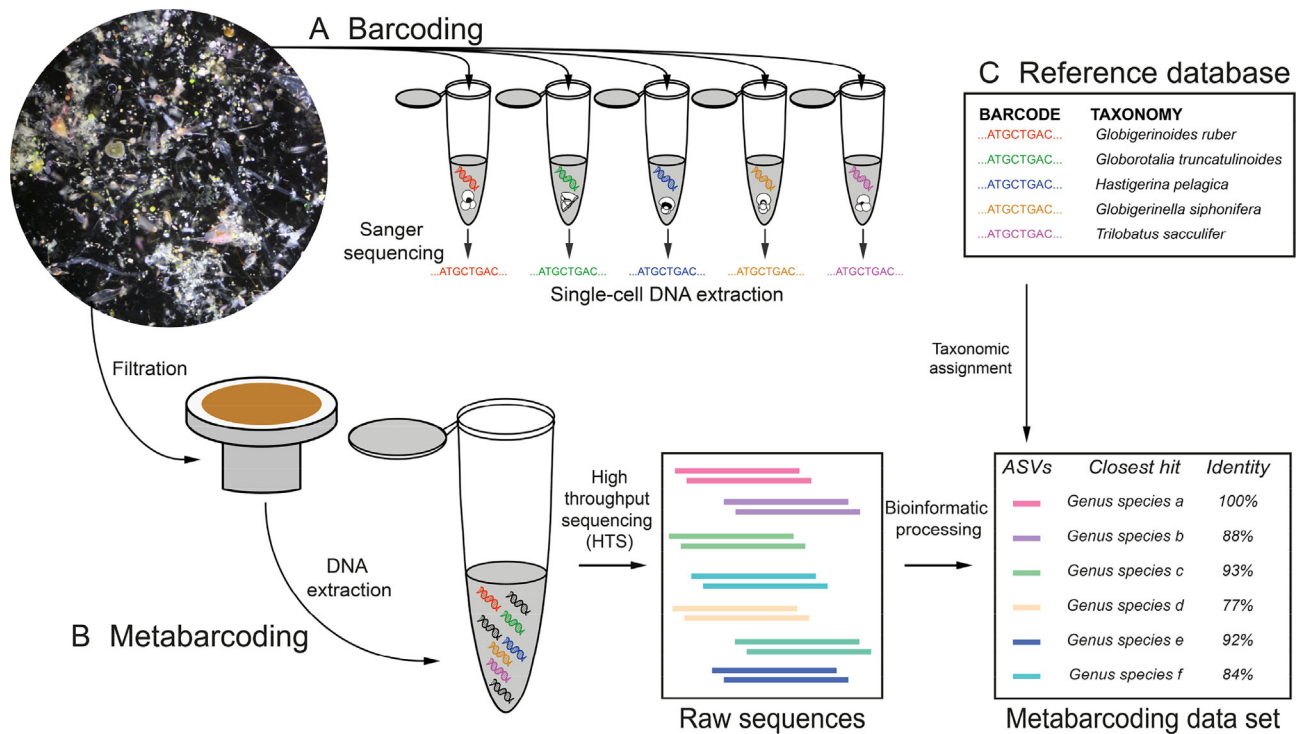 A Barcoding
Sanger
sequencing
...ATGCTGAC... ...ATGCTGAC... ...ATGCTGAC... ...ATGCTGAC... ...ATGCTGAC...
Single-cell DNA extraction
C Reference database
BARCODE TAXONOMY
...ATGCTGAC... Globigerinoides ruber
...ATGCTGAC... Globorotalia truncatulinoides
...ATGCTGAC... Hastigerina pelagica
...ATGCTGAC... Globigerinella siphonifera
...ATGCTGAC... Trilobatus sacculifer
Taxonomic
assignment
Filtration
DNA
extraction
B Metabarcoding
High
throughput
sequencing
(HTS)
Raw sequences
Bioinformatic
processing
ASVs Closest hit Identity
Genus species a 100%
Genus species b 88%
Genus species c 93%
Genus species d 77%
Genus species e 92%
Genus species f 84%
Metabarcoding data set